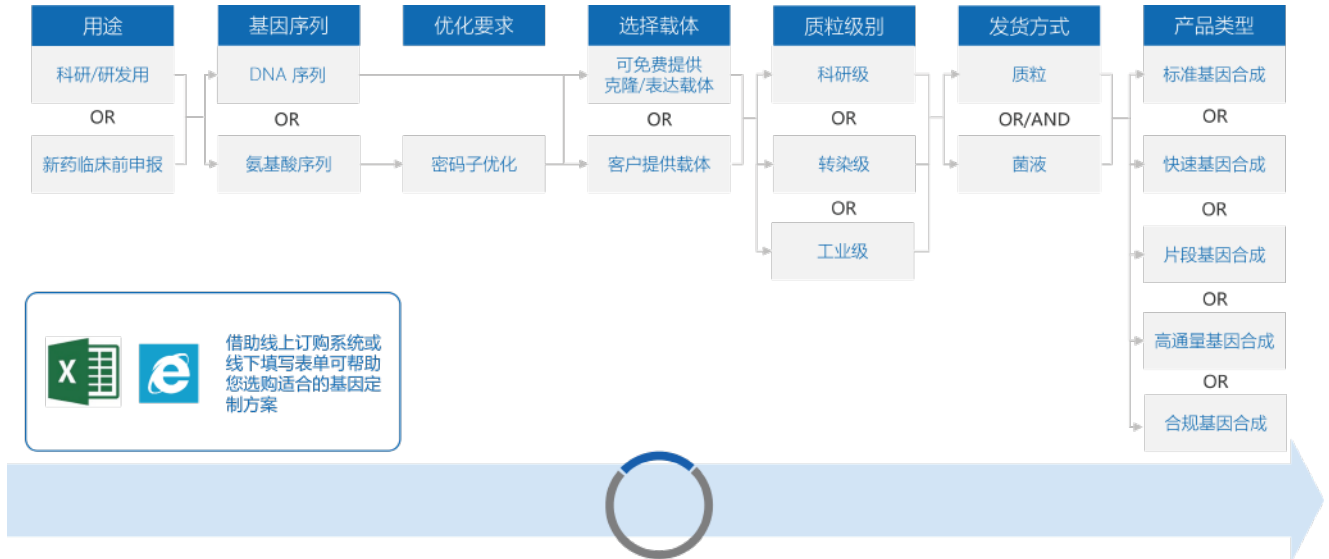 用途
基因序列
优化要求
选择载体
质粒级别
发货方式
产品类型
科研/研发用
OR
新药临床前申报
DNA 序列
OR
氨基酸序列
密码子优化
可免费提供
克隆/表达载体
OR
客户提供载体
科研级
OR
转染级
OR
工业级
质粒
OR/AND
菌液
标准基因合成
OR
快速基因合成
OR
片段基因合成
OR
高通量基因合成
OR
合规基因合成
X
e
借助线上订购系统或
线下填写表单可帮助
您选购适合的基因定
制方案